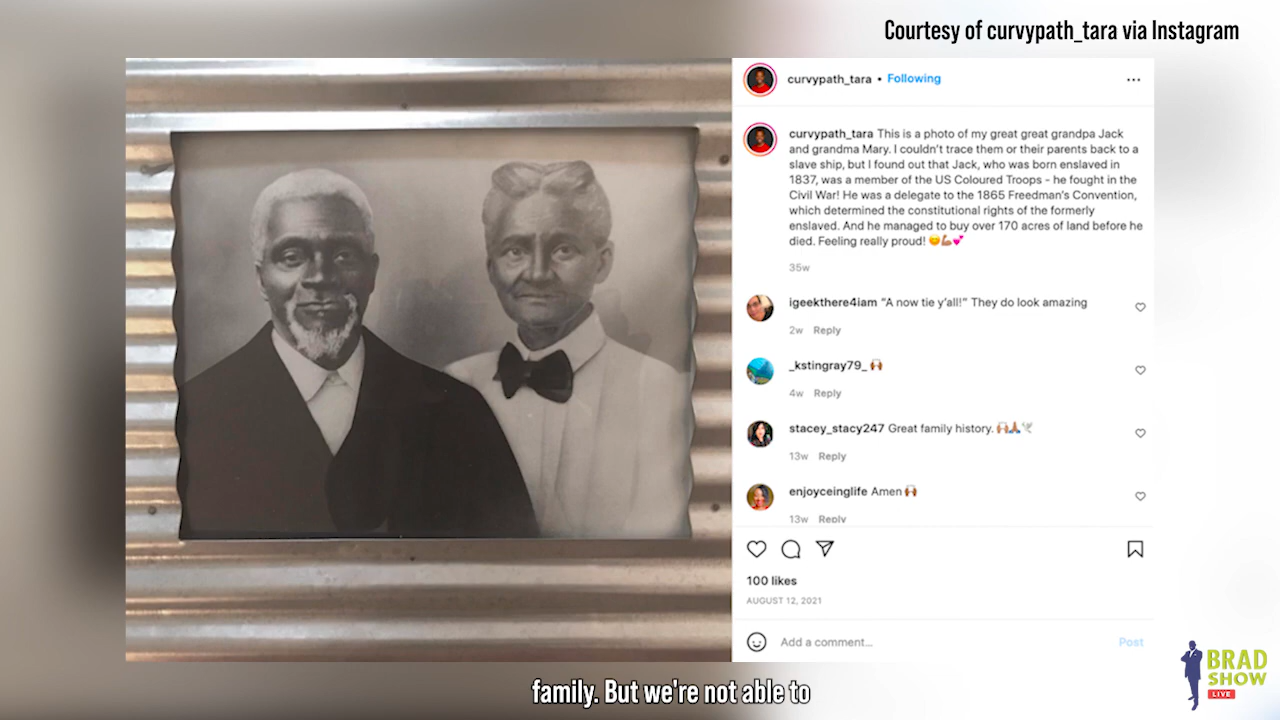 Courtesy of curvypath_tara via Instagram
curvypath_tara • Following
curvypath_tara This is a photo of my great great grandpa Jack
and grandma Mary. I couldn't trace them or their parents back to a
slave ship, but I found out that Jack, who was born enslaved in
1837, was a member of the US Coloured Troops - he fought in the
Civil War! He was a delegate to the 1865 Freedman's Convention,
which determined the constitutional rights of the formerly
enslaved. And he managed to buy over 170 acres of land before he
died. Feeling really proud! 😊💪🏽💕
35w
igeekthere4iam "A now tie y'all!" They do look amazing
2w Reply
_kstingray79_ 🙌🏽
4w Reply
stacey_stacy247 Great family history. 🙌🏽🙏🏽🕊
13w Reply
enjoyceinglife Amen 🙌🏽
13w Reply
100 likes
AUGUST 12, 2021
Add a comment...
Post
family. But we're not able to
BRAD
SHOW
LIVE